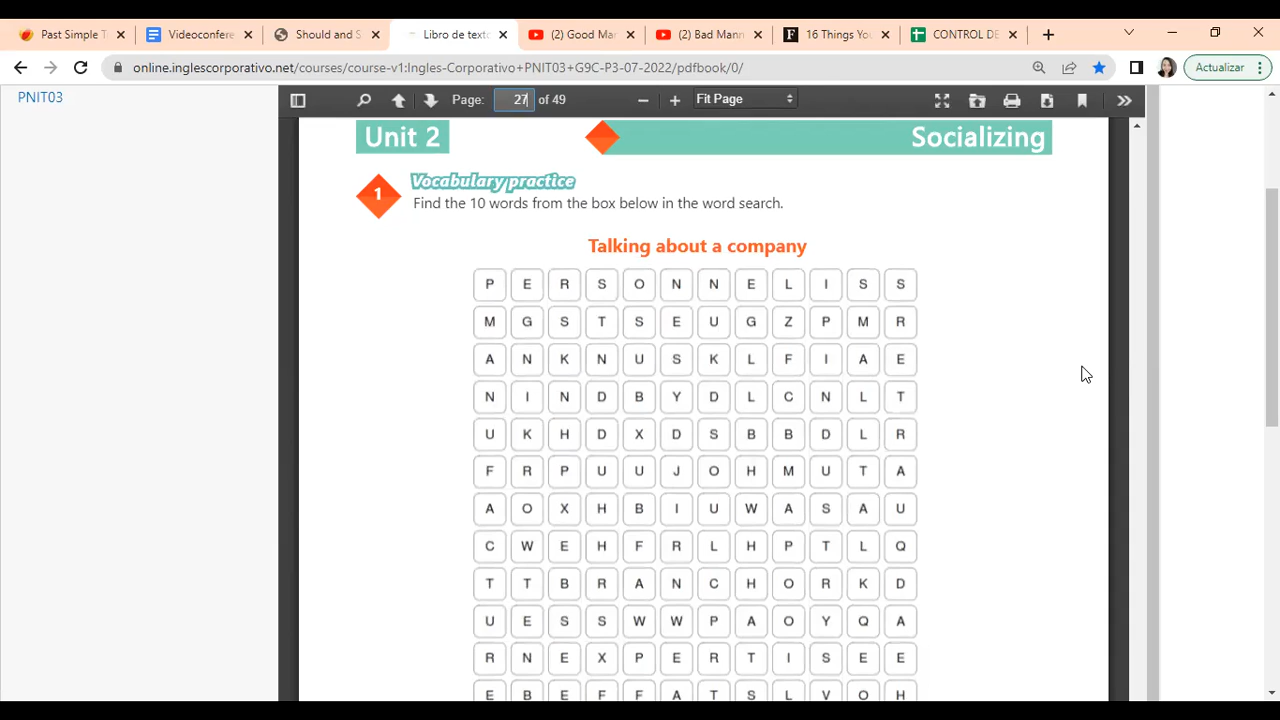 Past Simple T
Videoconfere
Should and S
Libro de texto
(2) Good Ma
(2) Bad Mann
16 Things You
CONTROL DE
online.inglescorporativo.net/courses/course-v1:Ingles-Corporativo+PNIT03+G9C-P3-07-2022/pdfbook/0/
Actualizar
PNIT03
Page: 27 of 49
Fit Page
Unit 2
Socializing
1
Vocabulary practice
Find the 10 words from the box below in the word search.
Talking about a company
P E R S O N N E L I S S
M G S T S E U G Z P M R
A N K N U S K L F I A E
N I N D B Y D L C N L T
U K H D X D S B B D L R
F R P U U J O H M U T A
A O X H B I U W A S A U
C W E H F R L H P T L Q
T T B R A N C H O R K D
U E S S W W P A O Y Q A
R N E X P E R T I S E E
E B E F F A T S L V O H